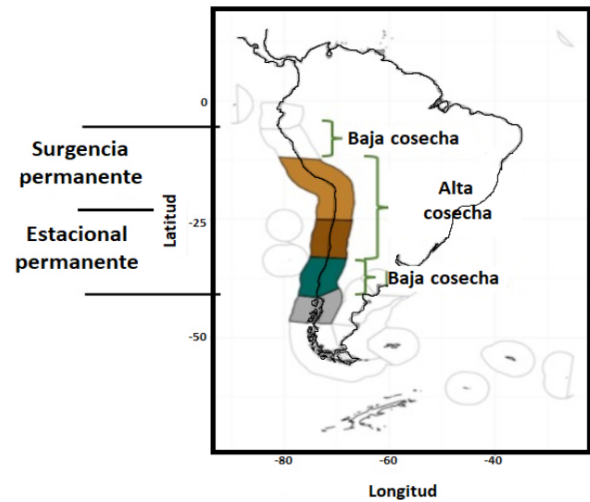 0
Baja cosecha
Surgencia
permanente
Alta
cosecha
Latitud
-25
Estacional
permanente
Baja cosecha
-50
-80
-60
-40
Longitud